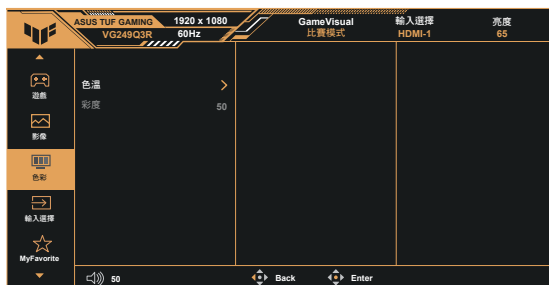 ASUS TUF GAMING 1920 x 1080 GameVisual 輸入選擇 亮度
VG249Q3R 60Hz 比賽模式 HDMI-1 65
遊戲
影像
色彩
輸入選擇
MyFavorite
色溫
彩度 50
50 Back Enter